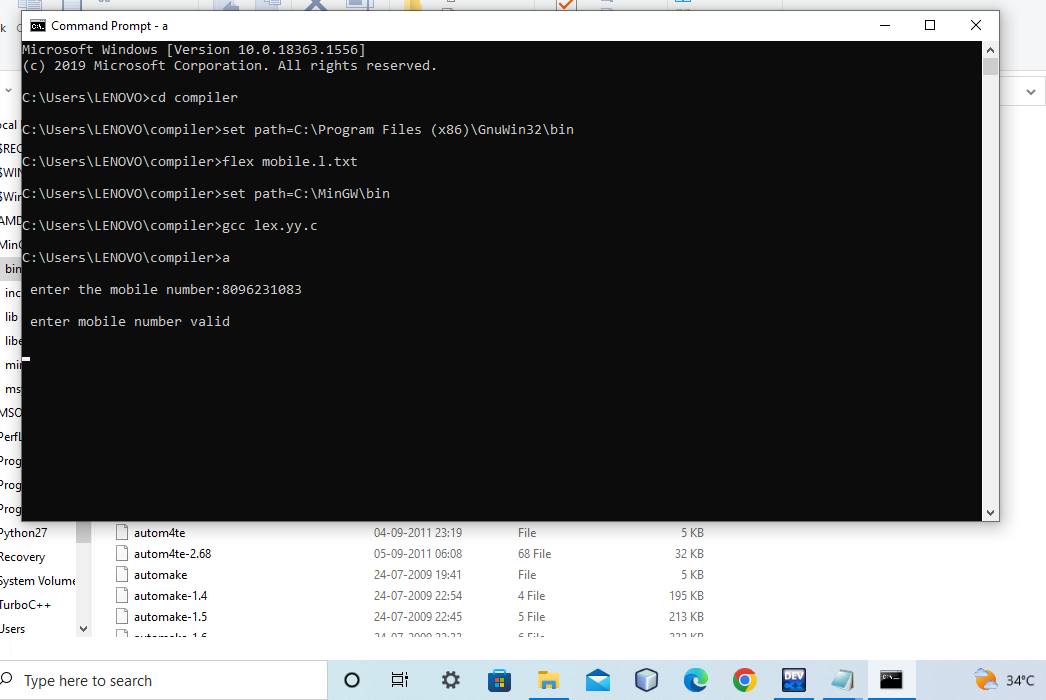 Command Prompt - a
Microsoft Windows [Version 10.0.18363.1556]
(c) 2019 Microsoft Corporation. All rights reserved.
C:\Users\LENOVO>cd compiler
C:\Users\LENOVO\compiler>set path=C:\Program Files (x86)\GnuWin32\bin
C:\Users\LENOVO\compiler>flex mobile.l.txt
C:\Users\LENOVO\compiler>set path=C:\MinGW\bin
C:\Users\LENOVO\compiler>gcc lex.yy.c
C:\Users\LENOVO\compiler>a
enter the mobile number:8096231083
enter mobile number valid
bin
lib
Python27
Recovery
System Volume
TurboC++
Users
autom4te 04-09-2011 23:19 File 5 KB
autom4te-2.68 05-09-2011 06:08 68 File 32 KB
automake 24-07-2009 19:41 File 5 KB
automake-1.4 24-07-2009 22:54 4 File 195 KB
automake-1.5 24-07-2009 22:45 5 File 213 KB
Type here to search
DEV
34°C